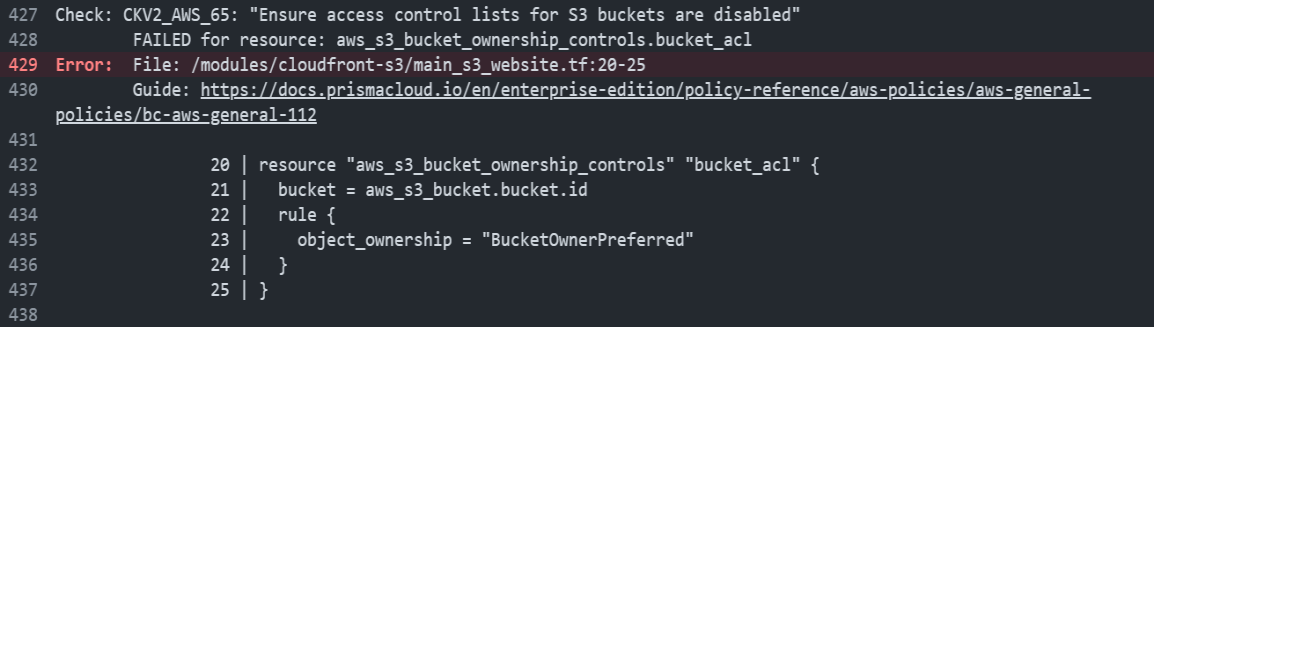 427 Check: CKV2_AWS_65: "Ensure access control lists for S3 buckets are disabled"
428 FAILED for resource: aws_s3_bucket_ownership_controls.bucket_acl
429 Error: File: /modules/cloudfront-s3/main_s3_website.tf:20-25
430 Guide: https://docs.prismacloud.io/en/enterprise-edition/policy-reference/aws-policies/aws-general-
policies/bc-aws-general-112
431
432 20 | resource "aws_s3_bucket_ownership_controls" "bucket_acl" {
433 21 | bucket = aws_s3_bucket.bucket.id
434 22 | rule {
435 23 | object_ownership = "BucketOwnerPreferred"
436 24 | }
437 25 | }
438